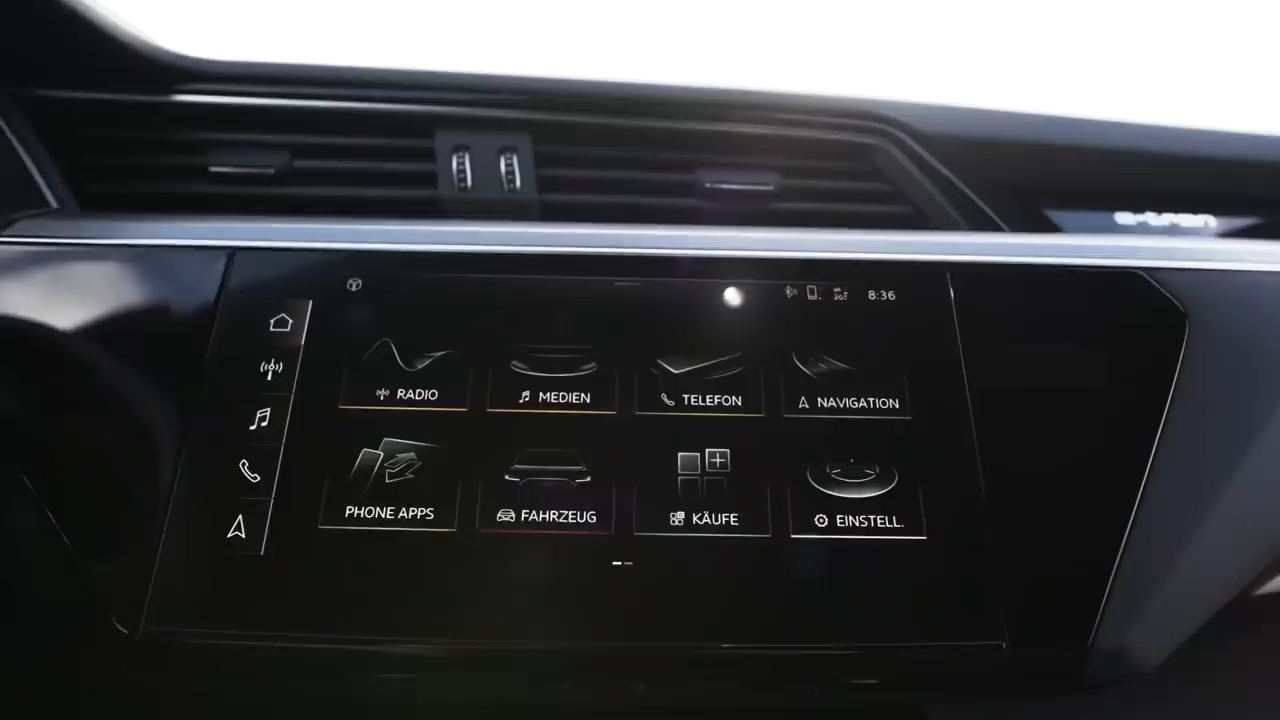 e-tron
8:36
RADIO
MEDIEN
TELEFON
NAVIGATION
PHONE APPS
FAHRZEUG
KÄUFE
EINSTELL.